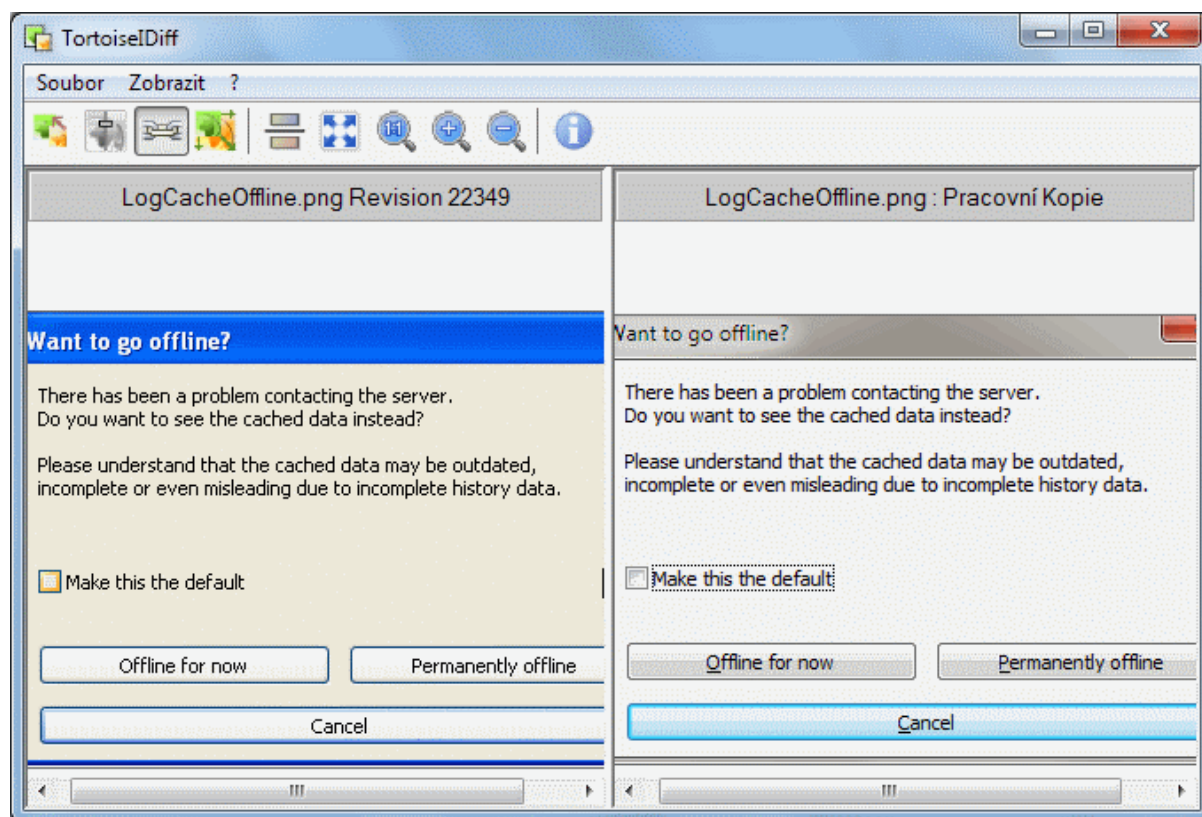 TortoiseIDiff
Soubor Zobrazit ?
1:1
LogCacheOffline.png Revision 22349
Want to go offline?
There has been a problem contacting the server.
Do you want to see the cached data instead?
Please understand that the cached data may be outdated,
incomplete or even misleading due to incomplete history data.
Make this the default
Offline for now Permanently offline
Cancel
LogCacheOffline.png : Pracovní Kopie
Want to go offline?
There has been a problem contacting the server.
Do you want to see the cached data instead?
Please understand that the cached data may be outdated,
incomplete or even misleading due to incomplete history data.
Make this the default
Offline for now Permanently offline
Cancel